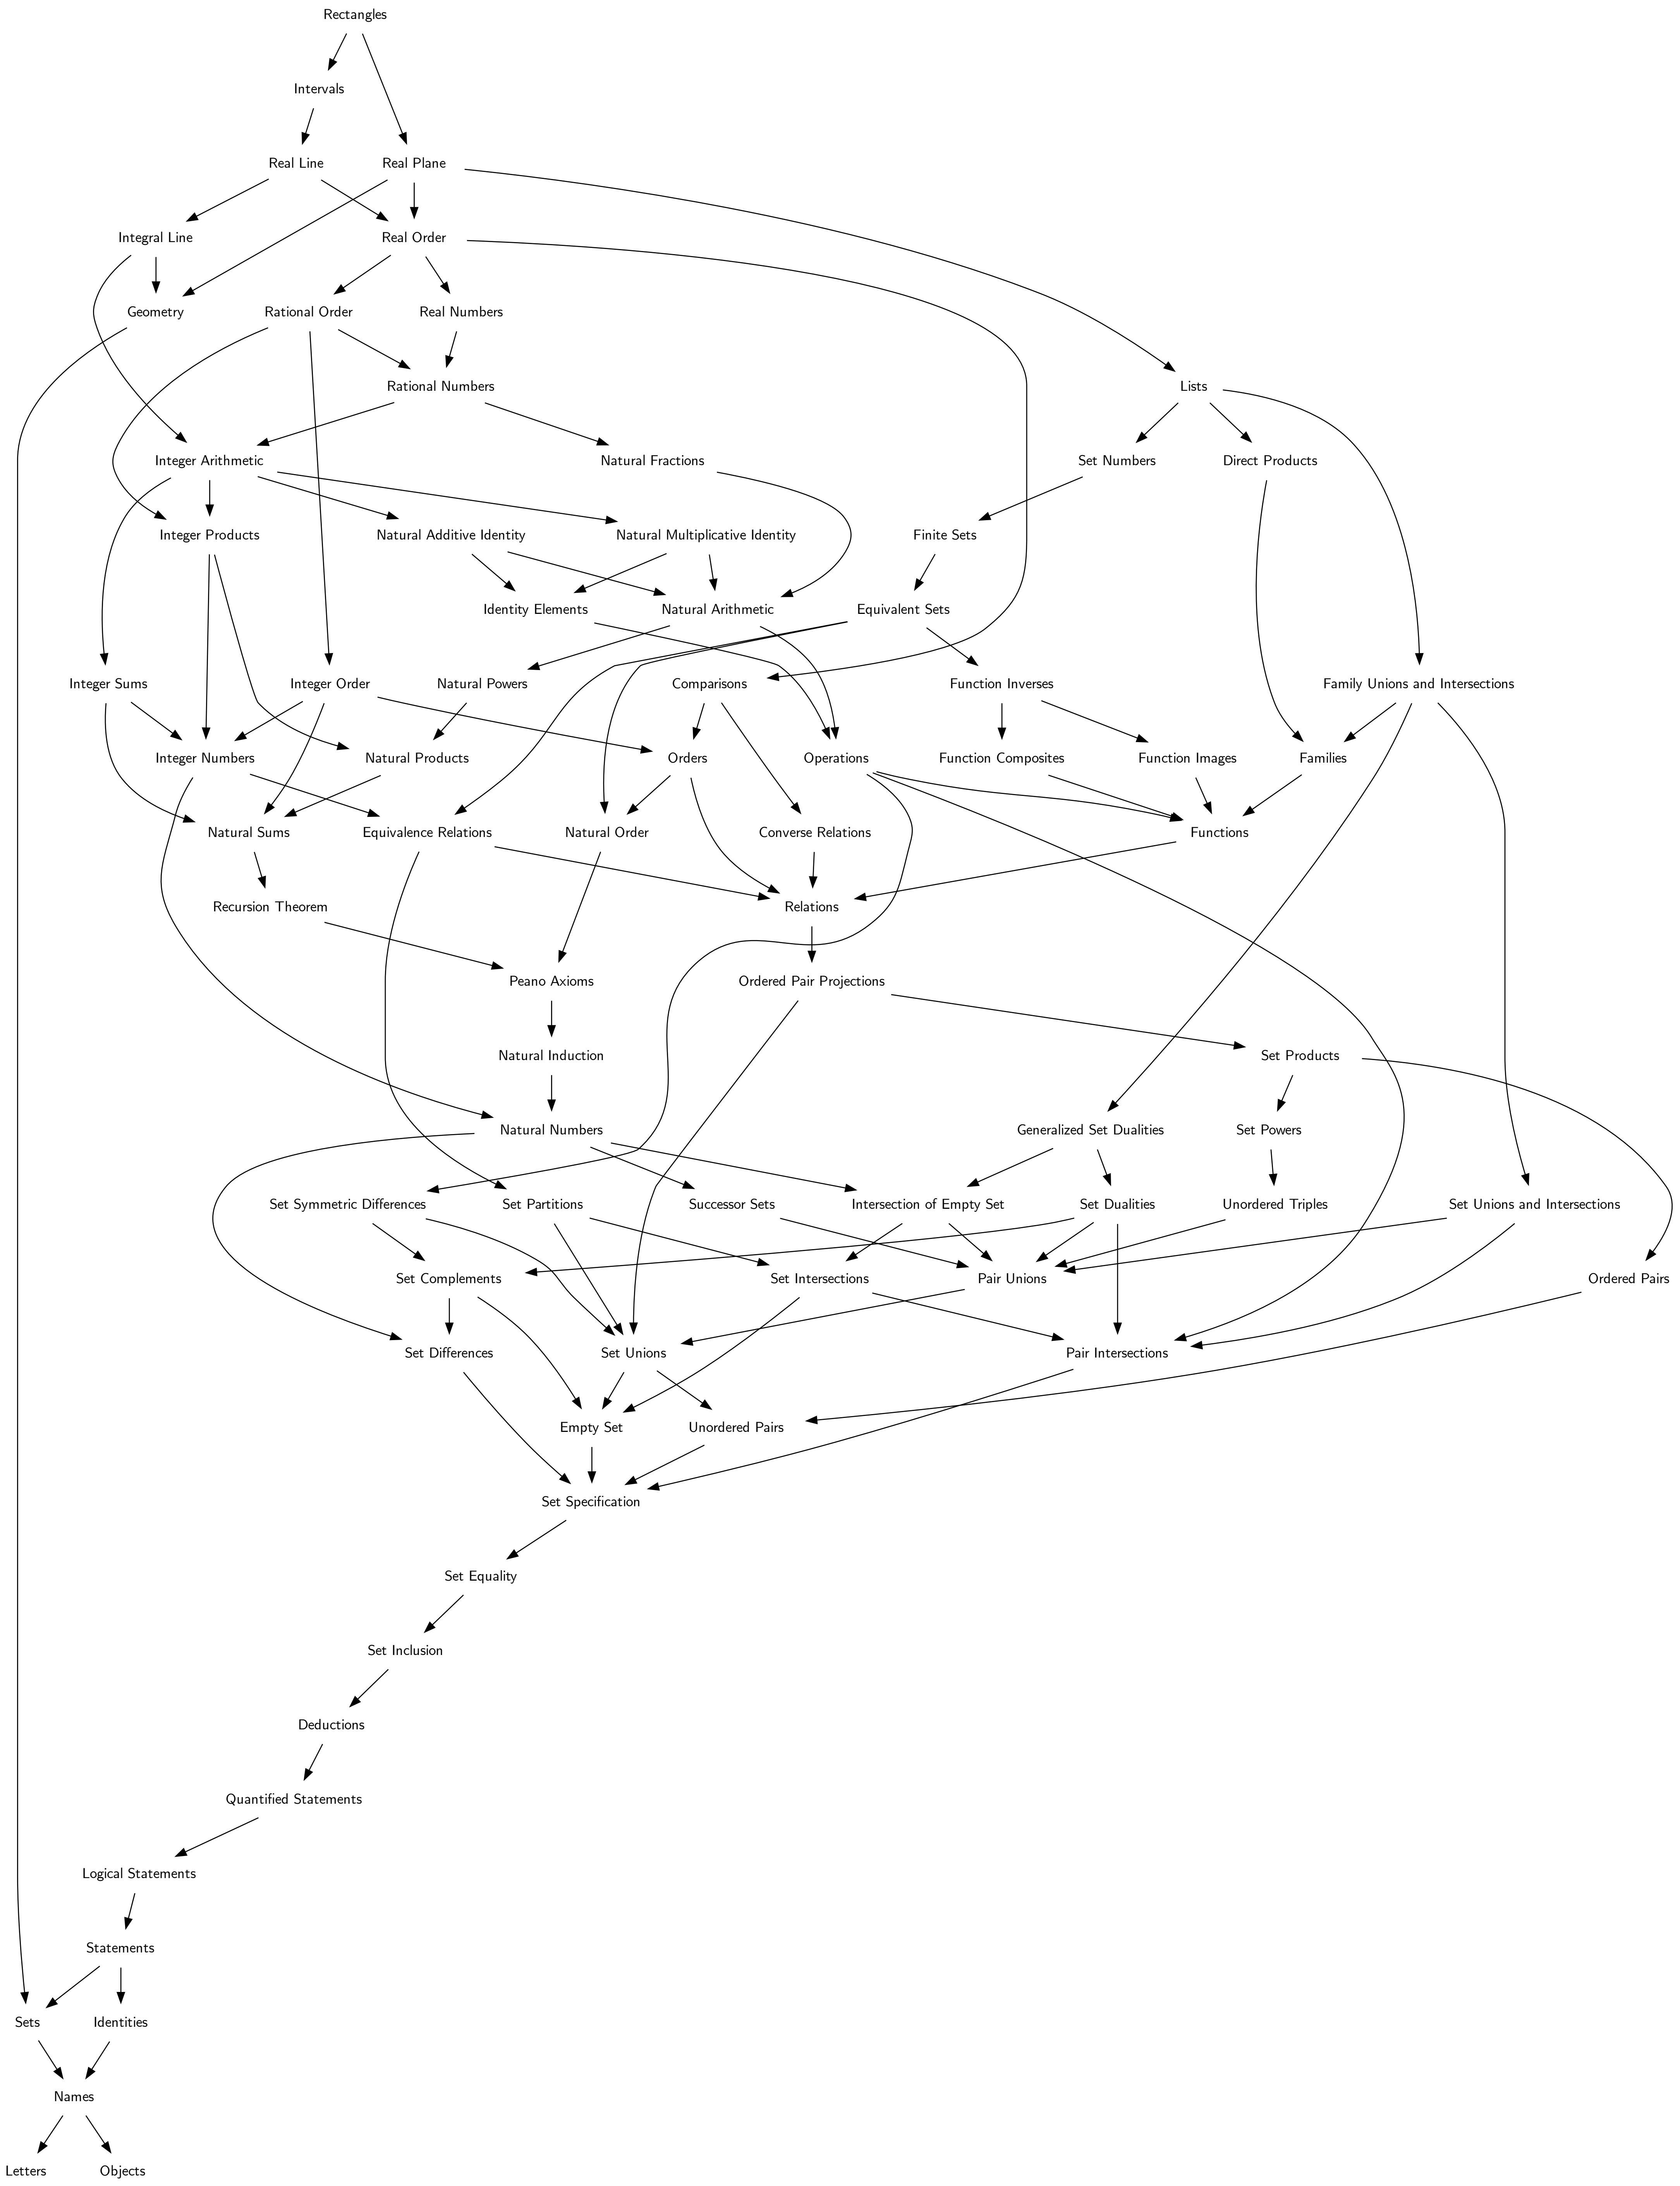 Rectangles
Intervals
Real Line
Real Plane
Integral Line
Real Order
Geometry
Rational Order
Real Numbers
Rational Numbers
Lists
Integer Arithmetic
Natural Fractions
Set Numbers
Direct Products
Integer Products
Natural Additive Identity
Natural Multiplicative Identity
Finite Sets
Identity Elements
Natural Arithmetic
Equivalent Sets
Integer Sums
Integer Order
Natural Powers
Comparisons
Function Inverses
Family Unions and Intersections
Integer Numbers
Natural Products
Orders
Operations
Function Composites
Function Images
Families
Natural Sums
Equivalence Relations
Natural Order
Converse Relations
Functions
Recursion Theorem
Relations
Peano Axioms
Ordered Pair Projections
Natural Induction
Set Products
Natural Numbers
Generalized Set Dualities
Set Powers
Set Symmetric Differences
Set Partitions
Successor Sets
Intersection of Empty Set
Set Dualities
Unordered Triples
Set Unions and Intersections
Set Complements
Set Intersections
Pair Unions
Ordered Pairs
Set Differences
Set Unions
Pair Intersections
Empty Set
Unordered Pairs
Set Specification
Set Equality
Set Inclusion
Deductions
Quantified Statements
Logical Statements
Statements
Sets
Identities
Names
Letters
Objects